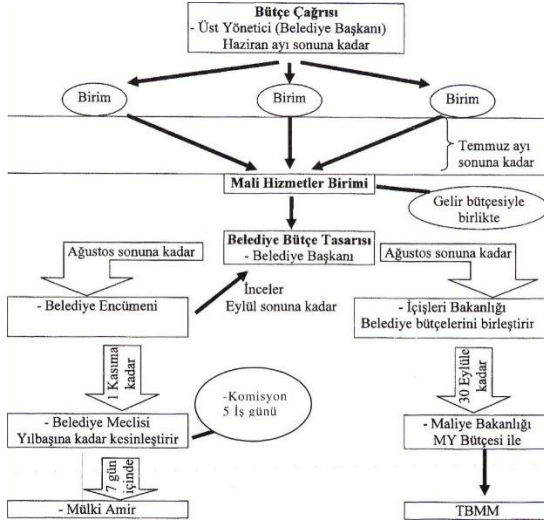 Bütçe Çağrısı
- Üst Yönetici (Belediye Başkanı)
Haziran ayı sonuna kadar
Birim
Birim
Birim
Temmuz ayı
sonuna kadar
Mali Hizmetler Birimi
Gelir bütçesiyle
birlikte
Belediye Bütçe Tasarısı
- Belediye Başkanı
Ağustos sonuna kadar
Ağustos sonuna kadar
İnceler
Eylül sonuna kadar
- Belediye Encümeni
- İçişleri Bakanlığı
Belediye bütçelerini birleştirir
1 Kasıma
kadar
30 Eylüle
kadar
-Komisyon
5 İş günü
- Belediye Meclisi
Yılbaşına kadar kesinleştirir
- Maliye Bakanlığı
MY Bütçesi ile
7 gün
içinde
- Mülki Amir
TBMM